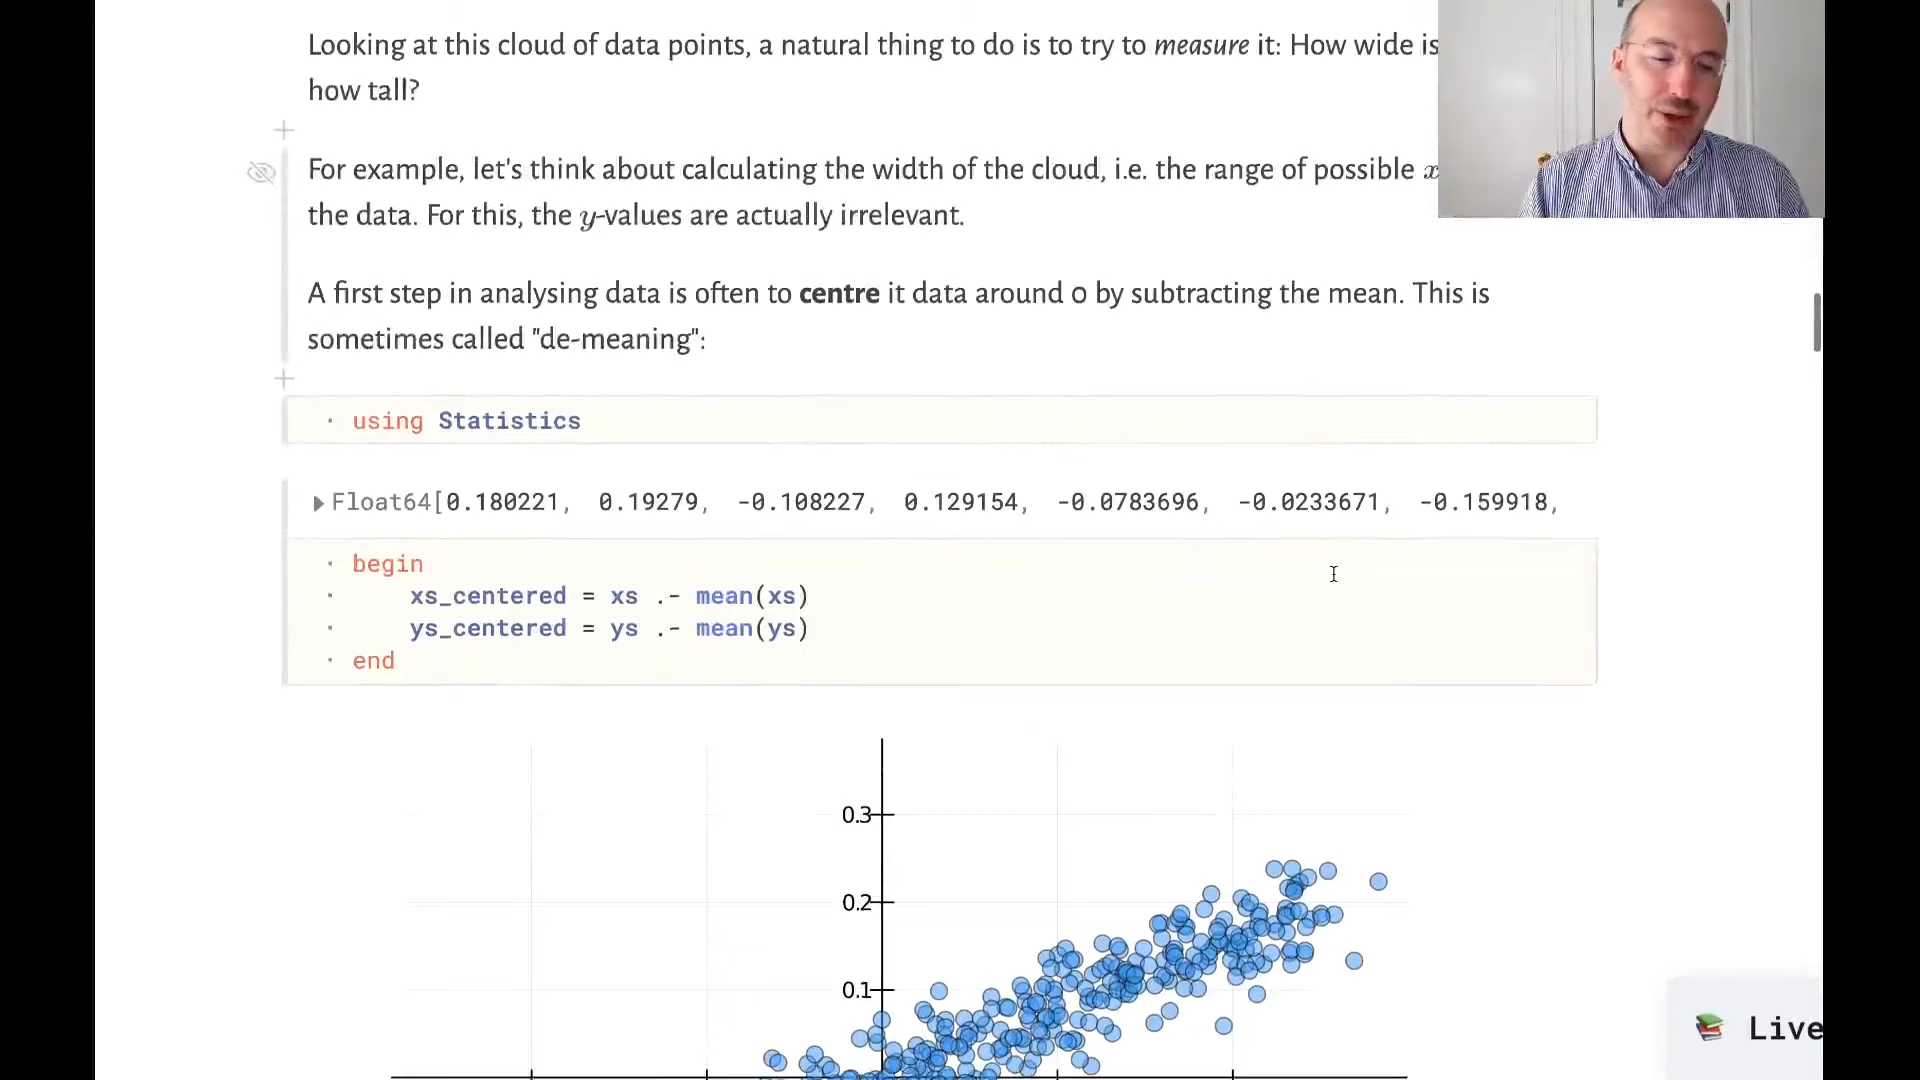 Looking at this cloud of data points, a natural thing to do is to try to measure it: How wide is
how tall?
For example, let's think about calculating the width of the cloud, i.e. the range of possible x
the data. For this, the y-values are actually irrelevant.
A first step in analysing data is often to centre it data around 0 by subtracting the mean. This is
sometimes called "de-meaning":
using Statistics
Float64[0.180221, 0.19279, -0.108227, 0.129154, -0.0783696, -0.0233671, -0.159918,
begin
xs_centered = xs .- mean(xs)
ys_centered = ys .- mean(ys)
end
0.3
0.2
0.1
Live